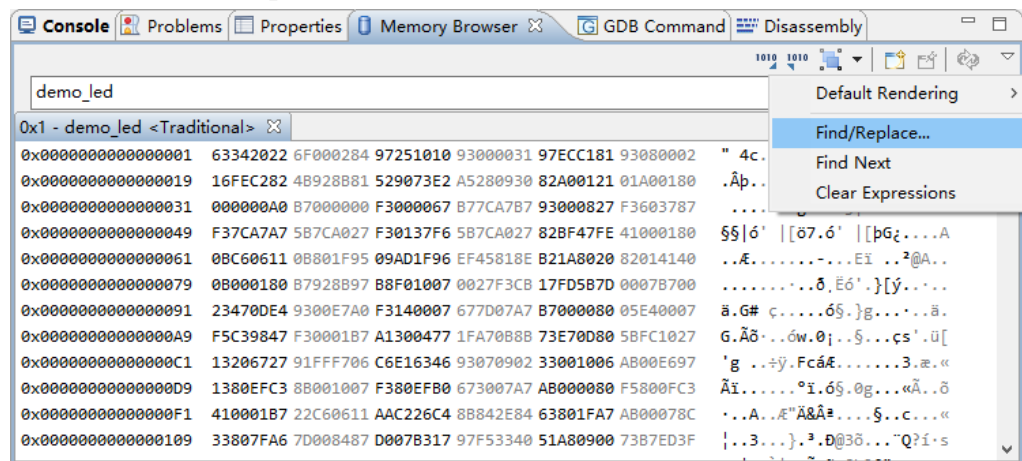 Console Problems Properties Memory Browser GDB Command Disassembly
demo_led
Default Rendering
Find/Replace...
Find Next
Clear Expressions
0x1 - demo_led <Traditional>
0x0000000000000001 63342022 6F000284 97251010 93000031 97ECC181 93080002 " 4c.
0x0000000000000019 16FEC282 4B928B81 529073E2 A5280930 82A00121 01A00180 .Âþ..
0x0000000000000031 000000A0 B7000000 F3000067 B77CA7B7 93000827 F3603787
0x0000000000000049 F37CA7A7 5B7CA027 F30137F6 5B7CA027 82BF47FE 41000180 §§|ó' |[ö7.ó' |[þG¿....A
0x0000000000000061 0BC60611 0B801F95 09AD1F96 EF45818E B21A8020 82014140
0x0000000000000079 0B000180 B7928B97 B8F01007 0027F3CB 17FD5B7D 0007B700
0x0000000000000091 23470DE4 9300E7A0 F3140007 677D07A7 B7000080 05E40007
0x00000000000000A9 F5C39847 F30001B7 A1300477 1FA70B8B 73E70D80 5BFC1027
0x00000000000000C1 13206727 91FFF706 C6E16346 93070902 33001006 AB00E697
0x00000000000000D9 1380EFC3 8B001007 F380EFB0 673007A7 AB000080 F5800FC3
0x00000000000000F1 410001B7 22C60611 AAC226C4 8B842E84 63801FA7 AB00078C
0x0000000000000109 33807FA6 7D008487 D007B317 97F53340 51A80900 73B7ED3F